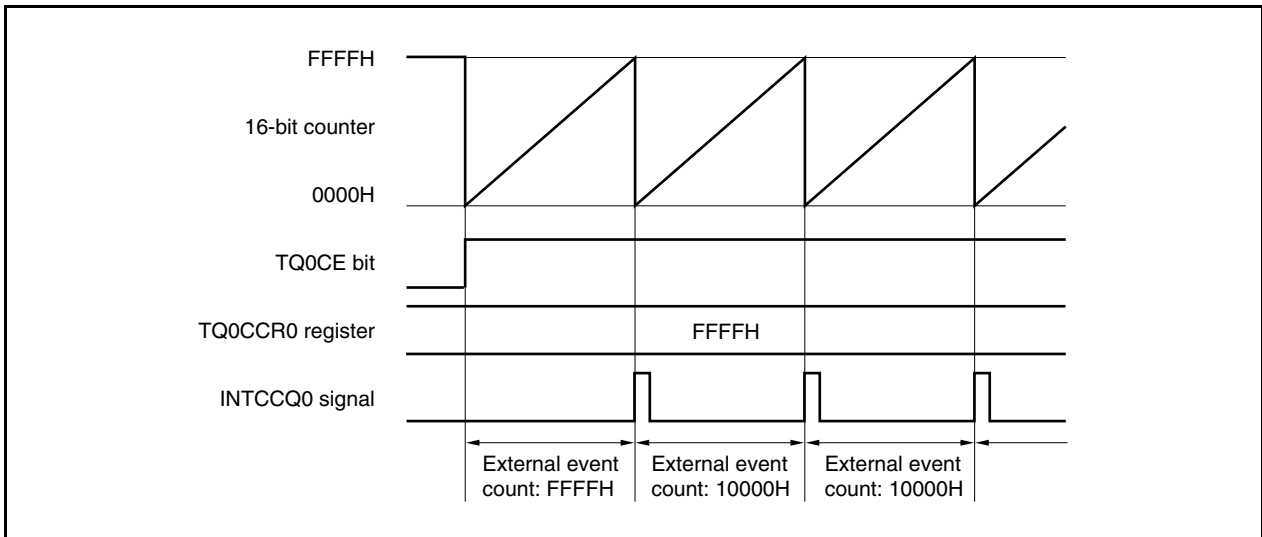 FFFFH
16-bit counter
0000H
TQ0CE bit
TQ0CCR0 register
FFFFH
INTCCQ0 signal
External event
count: FFFFH
External event
count: 10000H
External event
count: 10000H